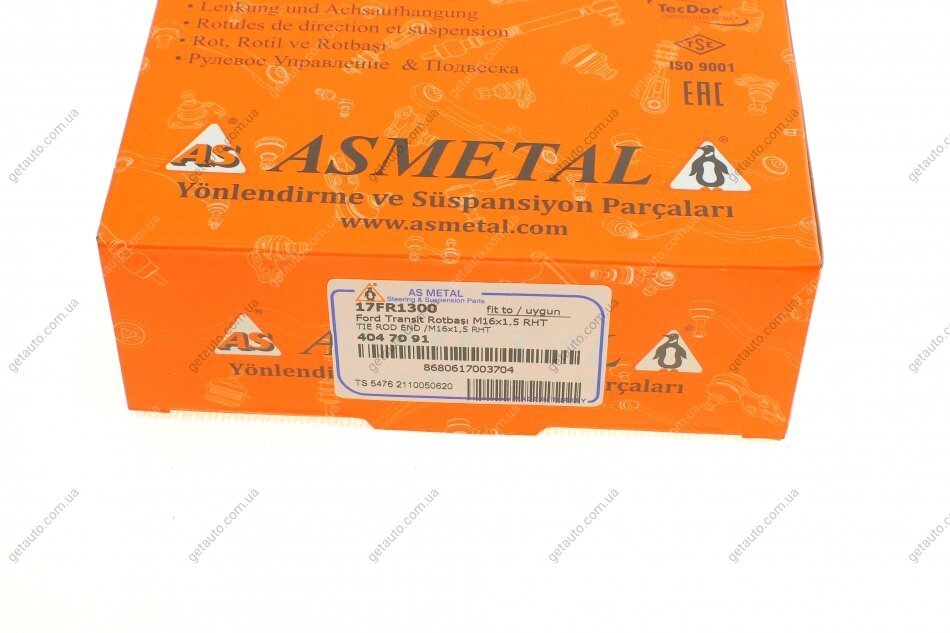 • Lenkung und Achsaufhangung
• Rotules de direction et suspension
• Rot, Rotil ve Rotbaşı
• Рулевое Управление & Подвеска
TecDoc
TSE
ISO 9001
EAC
AS ® ASMETAL ®
Yönlendirme ve Süspansiyon Parçaları
www.asmetal.com
AS METAL
Steering & Suspension Parts
17FR1300 fit to / uygun
Ford Transit Rotbaşı M16x1,5 RHT
TIE ROD END /M16x1,5 RHT
404 70 91
8680617003704
TS 5476 2110050620
AS ®
Yönlendirme
Parçaları
getauto.com.ua